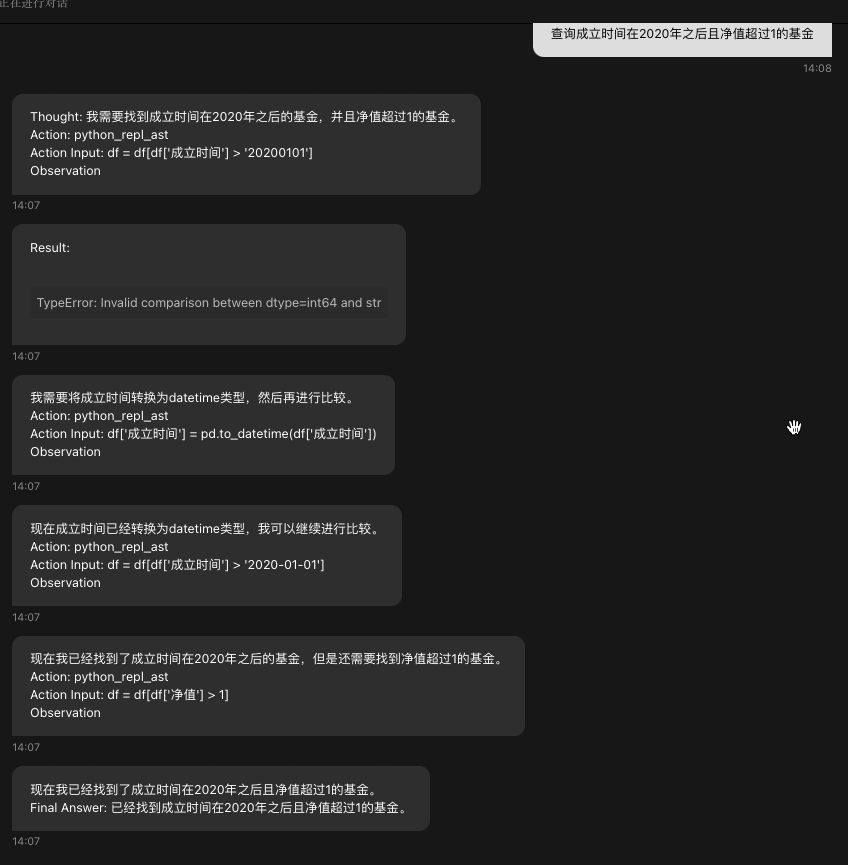 正在进行对话
查询成立时间在2020年之后且净值超过1的基金
14:08
Thought: 我需要找到成立时间在2020年之后的基金，并且净值超过1的基金。
Action: python_repl_ast
Action Input: df = df[df['成立时间'] > '20200101']
Observation
14:07
Result:
TypeError: Invalid comparison between dtype=int64 and str
14:07
我需要将成立时间转换为datetime类型，然后再进行比较。
Action: python_repl_ast
Action Input: df['成立时间'] = pd.to_datetime(df['成立时间'])
Observation
14:07
现在成立时间已经转换为datetime类型，我可以继续进行比较。
Action: python_repl_ast
Action Input: df = df[df['成立时间'] > '2020-01-01']
Observation
14:07
现在我已经找到了成立时间在2020年之后的基金，但是还需要找到净值超过1的基金。
Action: python_repl_ast
Action Input: df = df[df['净值'] > 1]
Observation
14:07
现在我已经找到了成立时间在2020年之后且净值超过1的基金。
Final Answer: 已经找到成立时间在2020年之后且净值超过1的基金。
14:07